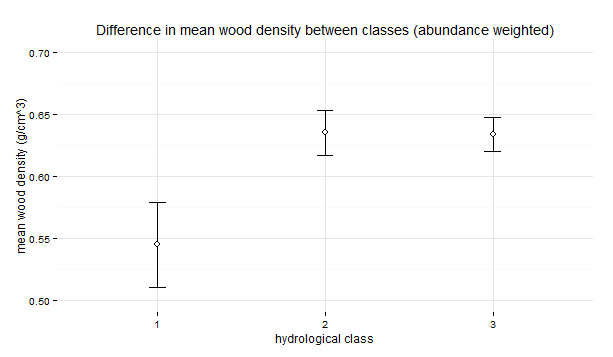 Difference in mean wood density between classes (abundance weighted)
mean wood density (g/cm^3)
0.70
0.65
0.60
0.55
0.50
1 2 3
hydrological class